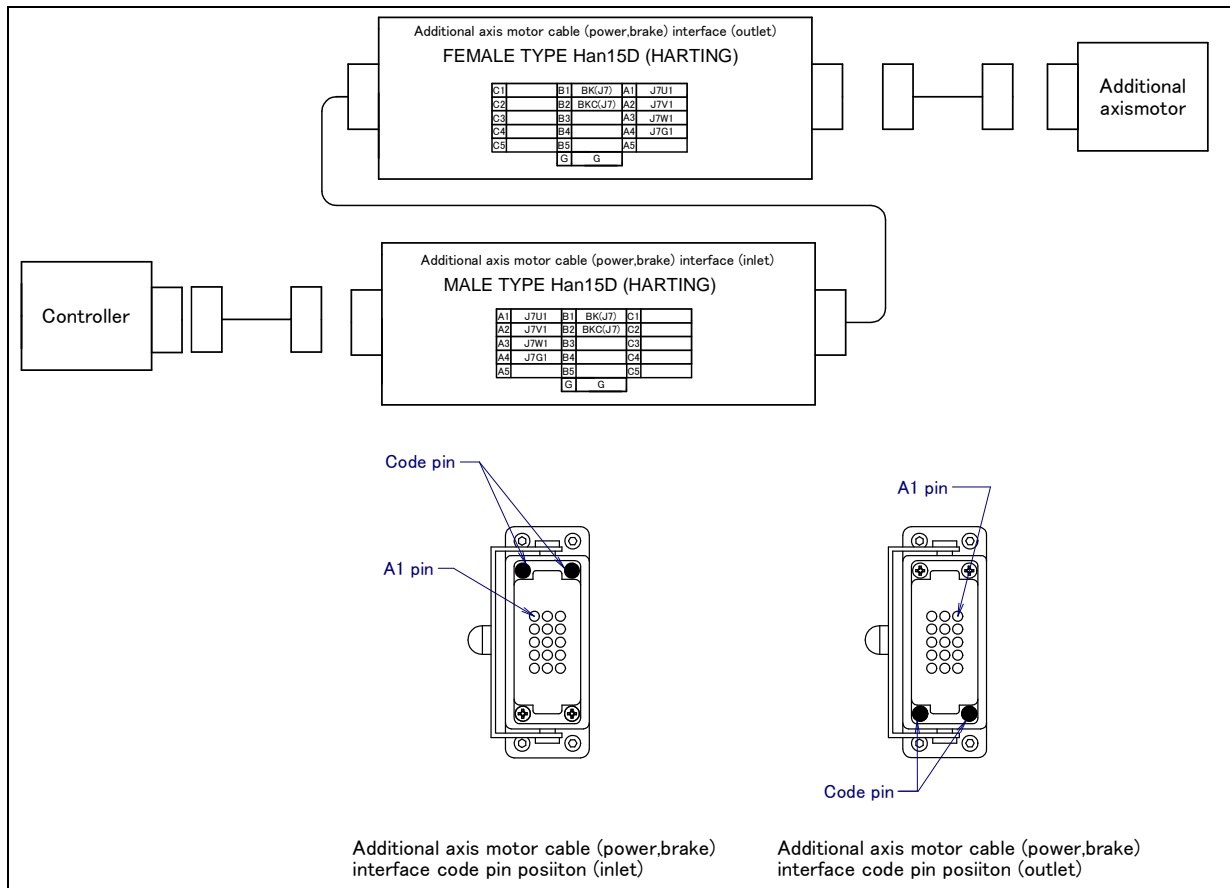 Additional axis motor cable (power,brake) interface (outlet)
FEMALE TYPE Han15D (HARTING)
C1 B1 BK(J7) A1 J7U1
C2 B2 BKC(J7) A2 J7V1
C3 B3 A3 J7W1
C4 B4 A4 J7G1
C5 B5 A5
G G
Additional
axismotor
Controller
Additional axis motor cable (power,brake) interface (inlet)
MALE TYPE Han15D (HARTING)
A1 J7U1 B1 BK(J7) C1
A2 J7V1 B2 BKC(J7) C2
A3 J7W1 B3 C3
A4 J7G1 B4 C4
A5 B5 C5
G G
Code pin
A1 pin
A1 pin
Code pin
Additional axis motor cable (power,brake)
interface code pin posiiton (inlet)
Additional axis motor cable (power,brake)
interface code pin posiiton (outlet)